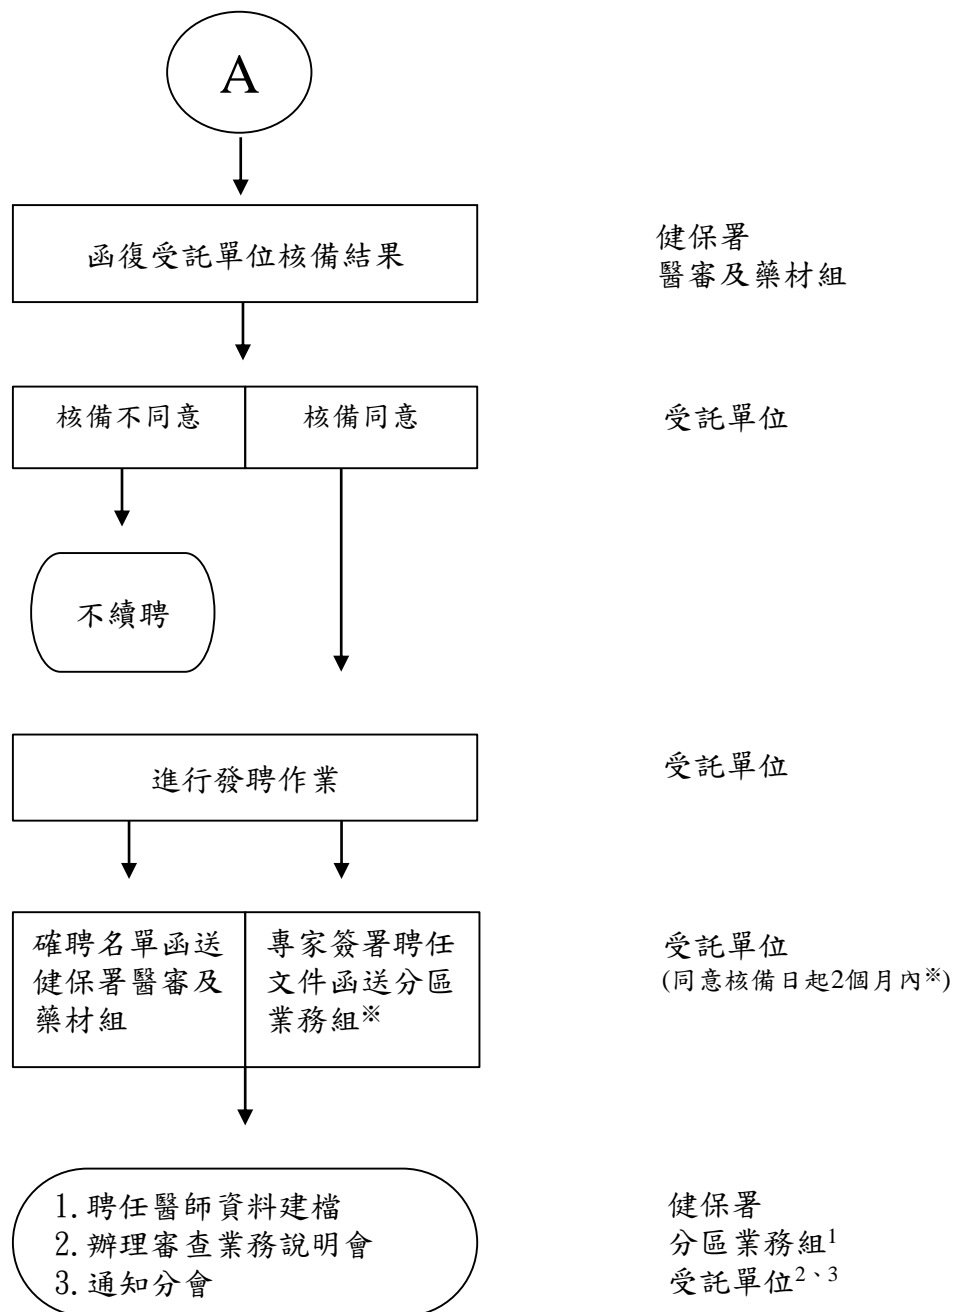 A
函復受託單位核備結果
健保署
醫審及藥材組
核備不同意
核備同意
受託單位
不續聘
進行發聘作業
受託單位
確聘名單函送
健保署醫審及
藥材組
專家簽署聘任
文件函送分區
業務組※
受託單位
(同意核備日起2個月內※)
1.聘任醫師資料建檔
2.辦理審查業務說明會
3.通知分會
健保署
分區業務組1
受託單位2、3